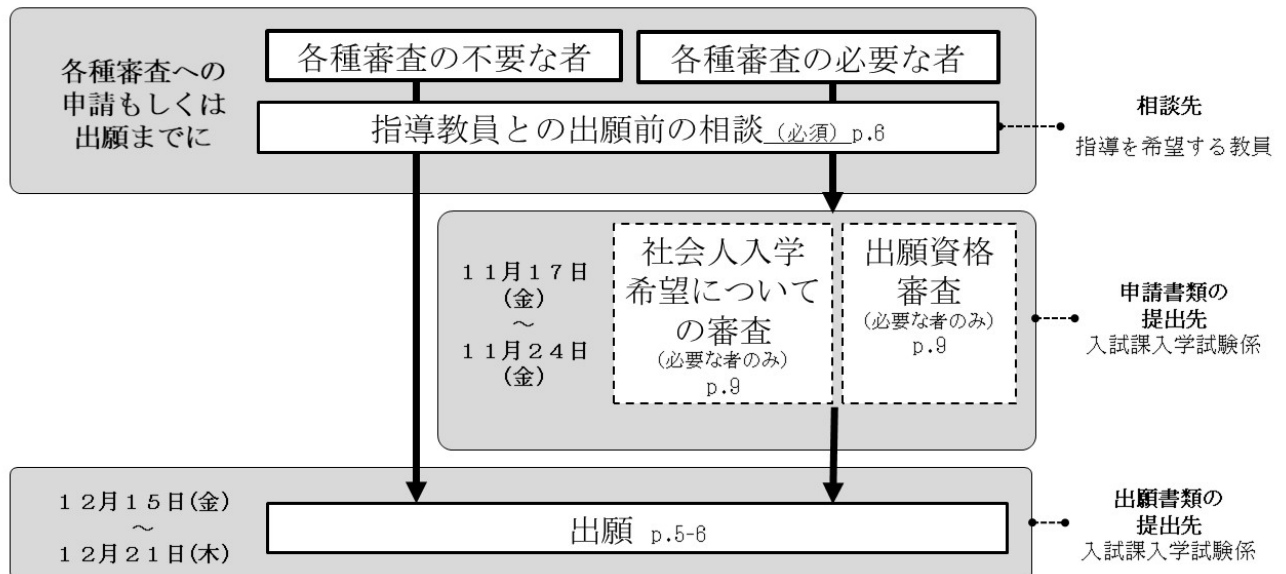 各種審査への
申請もしくは
出願までに
各種審査の不要な者
各種審査の必要な者
指導教員との出願前の相談（必須）p.6
相談先
指導を希望する教員
１１月１７日
(金)
～
１１月２４日
(金)
社会人入学
希望について
の審査
(必要な者のみ)
p.9
出願資格
審査
(必要な者のみ)
p.9
申請書類の
提出先
入試課入学試験係
１２月１５日(金)
～
１２月２１日(木)
出願 p.5-6
出願書類の
提出先
入試課入学試験係